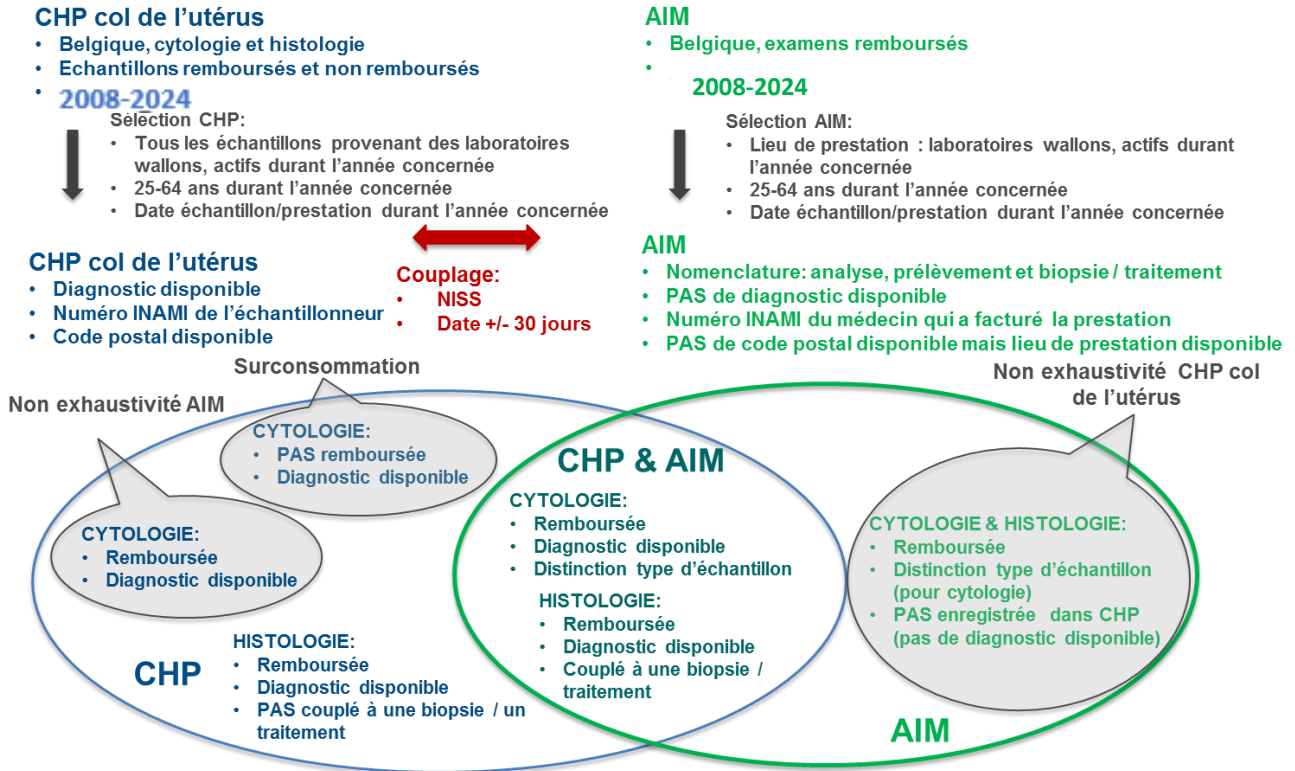 CHP col de l’utérus
• Belgique, cytologie et histologie
• Echantillons remboursés et non remboursés
• 2008-2024
Sélection CHP:
• Tous les échantillons provenant des laboratoires
wallons, actifs durant l’année concernée
• 25-64 ans durant l’année concernée
• Date échantillon/prestation durant l’année concernée
AIM
• Belgique, examens remboursés
•
2008-2024
Sélection AIM:
• Lieu de prestation : laboratoires wallons, actifs durant
l’année concernée
• 25-64 ans durant l’année concernée
• Date échantillon/prestation durant l’année concernée
CHP col de l’utérus
• Diagnostic disponible
• Numéro INAMI de l’échantillonneur
• Code postal disponible
Couplage:
• NISS
• Date +/- 30 jours
AIM
• Nomenclature: analyse, prélèvement et biopsie / traitement
• PAS de diagnostic disponible
• Numéro INAMI du médecin qui a facturé la prestation
• PAS de code postal disponible mais lieu de prestation disponible
Surconsommation
Non exhaustivité AIM
Non exhaustivité CHP col
de l’utérus
CYTOLOGIE:
• PAS remboursée
• Diagnostic disponible
CYTOLOGIE:
• Remboursée
• Diagnostic disponible
HISTOLOGIE:
• Remboursée
• Diagnostic disponible
• PAS couplé à une biopsie / un
traitement
CHP
CHP & AIM
CYTOLOGIE:
• Remboursée
• Diagnostic disponible
• Distinction type d’échantillon
HISTOLOGIE:
• Remboursée
• Diagnostic disponible
• Couplé à une biopsie /
traitement
CYTOLOGIE & HISTOLOGIE:
• Remboursée
• Distinction type d’échantillon
(pour cytologie)
• PAS enregistrée dans CHP
(pas de diagnostic disponible)
AIM